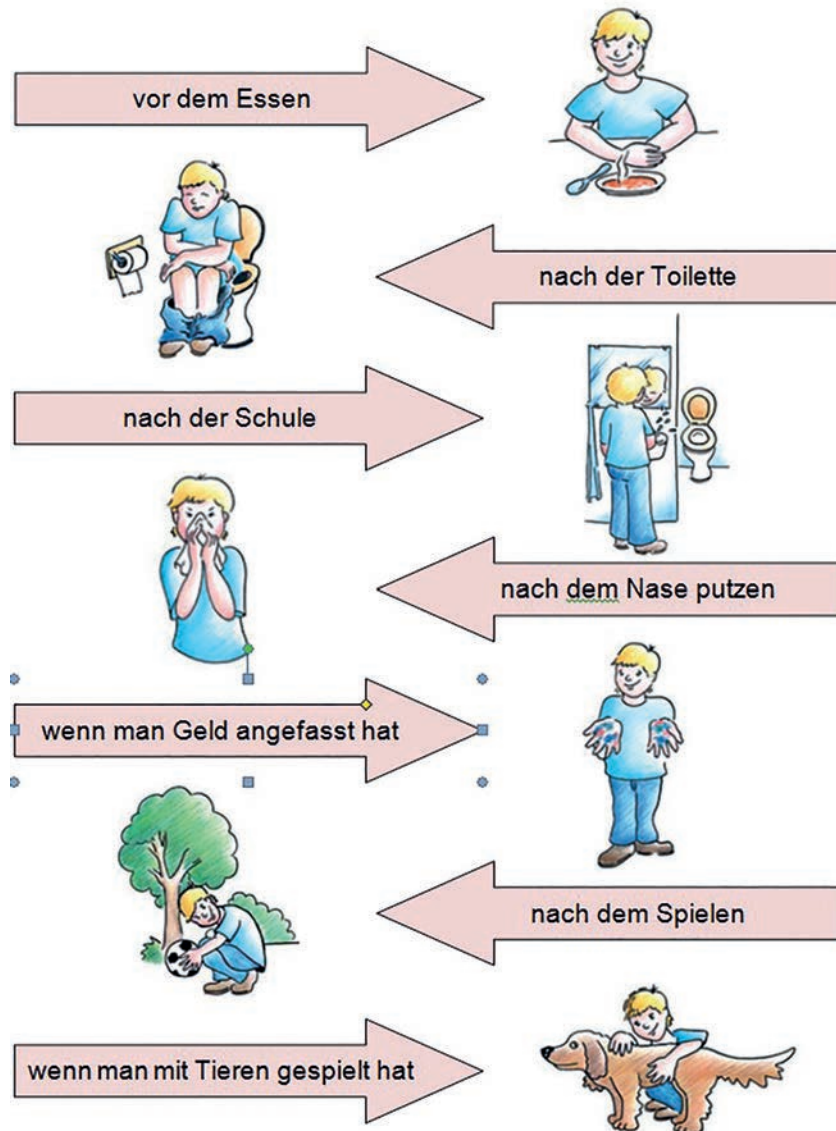 vor dem Essen
nach der Toilette
nach der Schule
nach dem Nase putzen
wenn man Geld angefasst hat
nach dem Spielen
wenn man mit Tieren gespielt hat